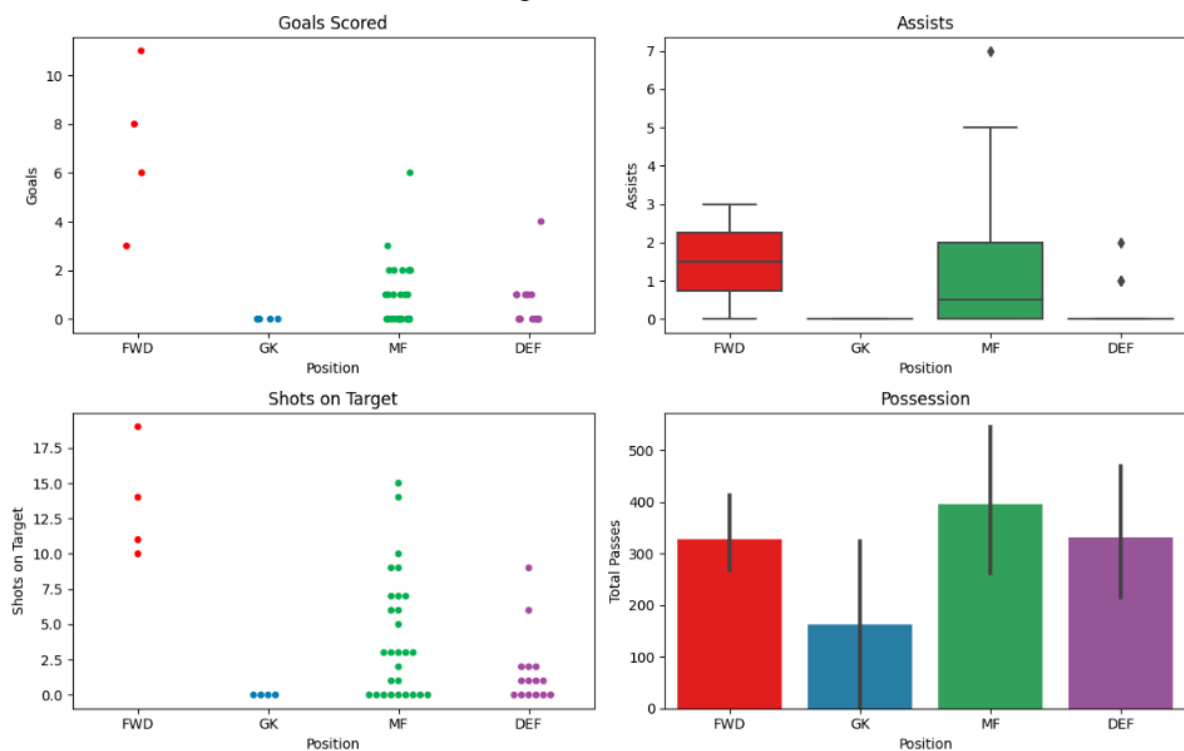 Goals Scored
10
8
6
4
2
0
Goals
FWD
GK
MF
DEF
Position
Assists
7
6
5
4
3
2
1
0
Assists
FWD
GK
MF
DEF
Position
Shots on Target
17.5
15.0
12.5
10.0
7.5
5.0
2.5
0.0
Shots on Target
FWD
GK
MF
DEF
Position
Possession
500
400
300
200
100
0
Total Passes
FWD
GK
MF
DEF
Position